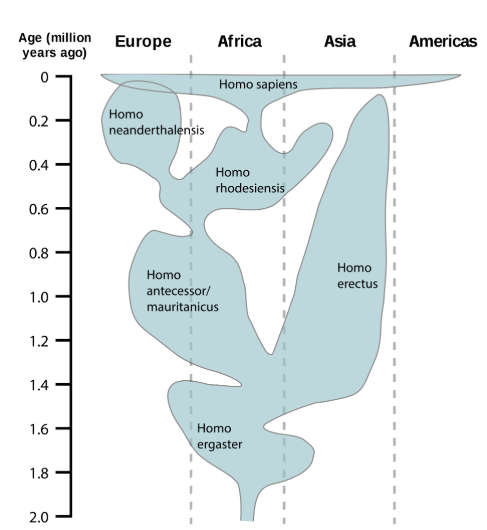 Age (million
years ago)
Europe
Africa
Asia
Americas
0
0.2
0.4
0.6
0.8
1.0
1.2
1.4
1.6
1.8
2.0
Homo sapiens
Homo
neanderthalensis
Homo
rhodesiensis
Homo
antecessor/
mauritanicus
Homo
erectus
Homo
ergaster